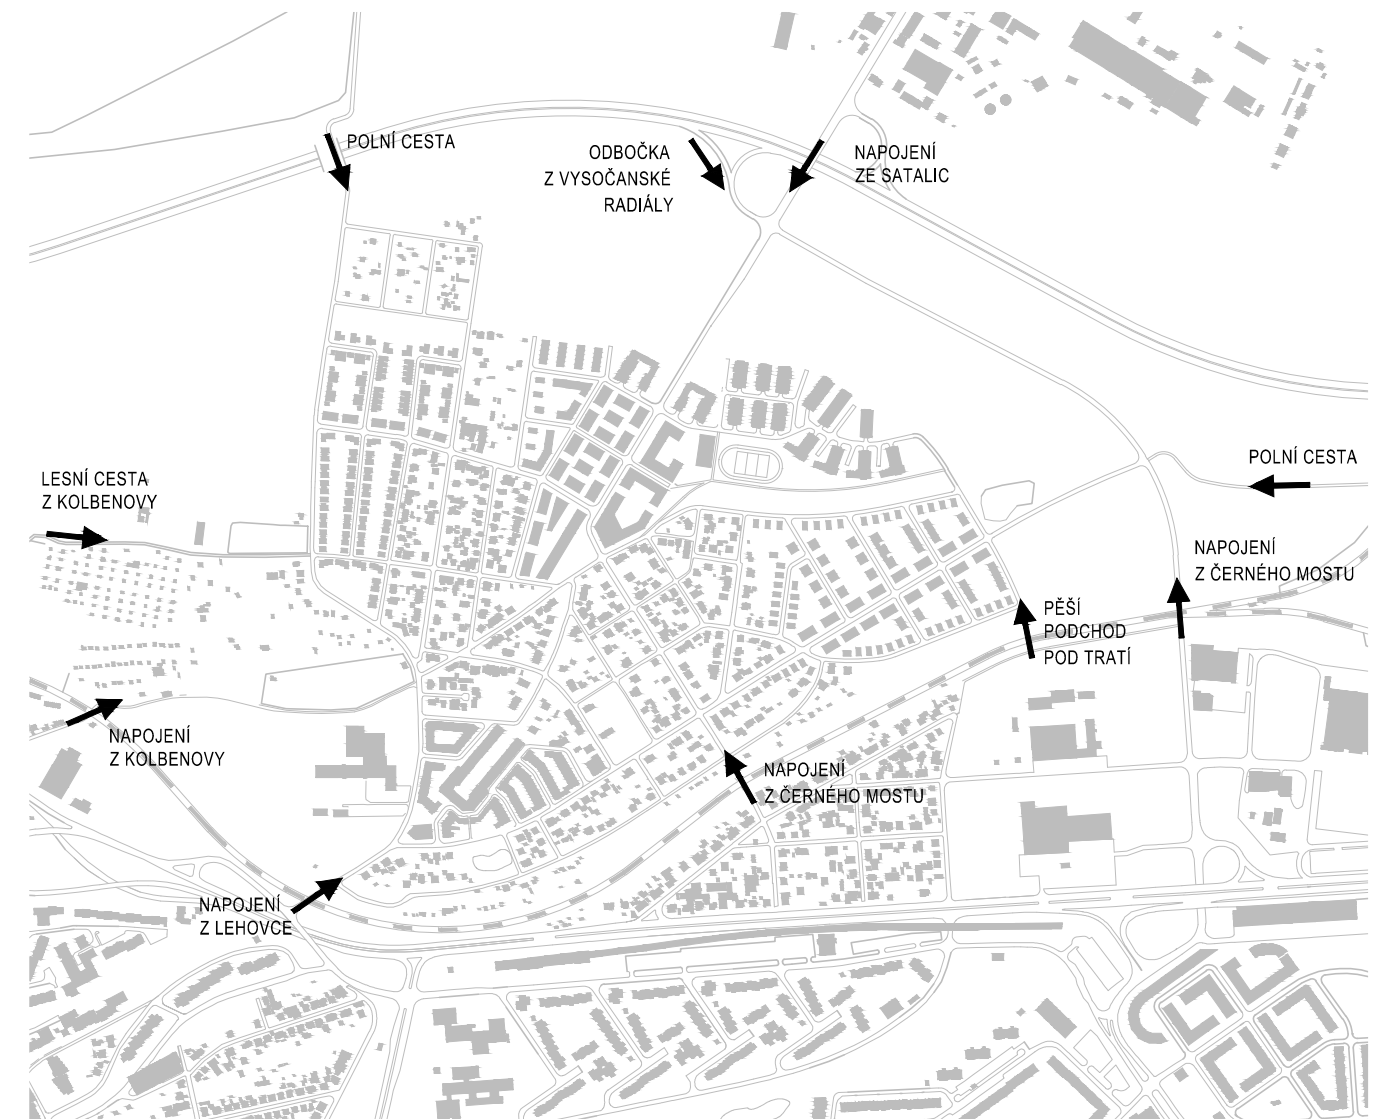 POLNÍ CESTA
ODBOČKA
Z VYSOČANSKÉ
RADIÁLY
NAPOJENÍ
ZE SATALIC
LESNÍ CESTA
Z KOLBENOVY
POLNÍ CESTA
NAPOJENÍ
Z ČERNÉHO MOSTU
PĚŠÍ
PODCHOD
POD TRATÍ
NAPOJENÍ
Z KOLBENOVY
NAPOJENÍ
Z ČERNÉHO MOSTU
NAPOJENÍ
Z LEHOVCE